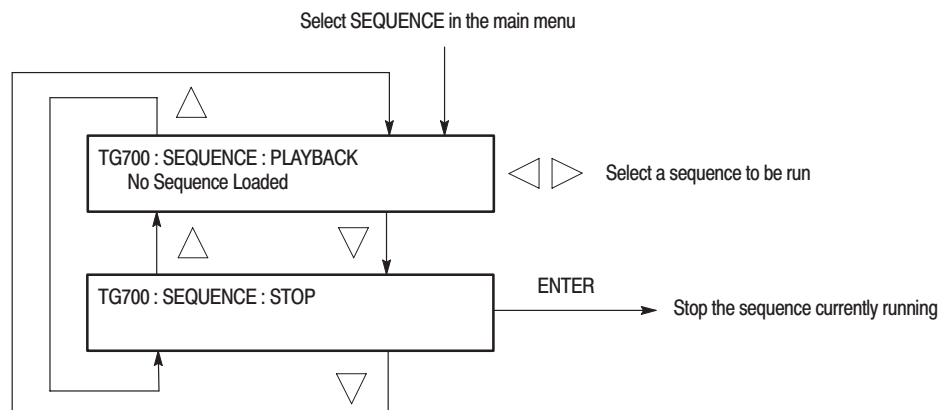 Select SEQUENCE in the main menu
TG700 : SEQUENCE : PLAYBACK
No Sequence Loaded
Select a sequence to be run
TG700 : SEQUENCE : STOP
ENTER
Stop the sequence currently running